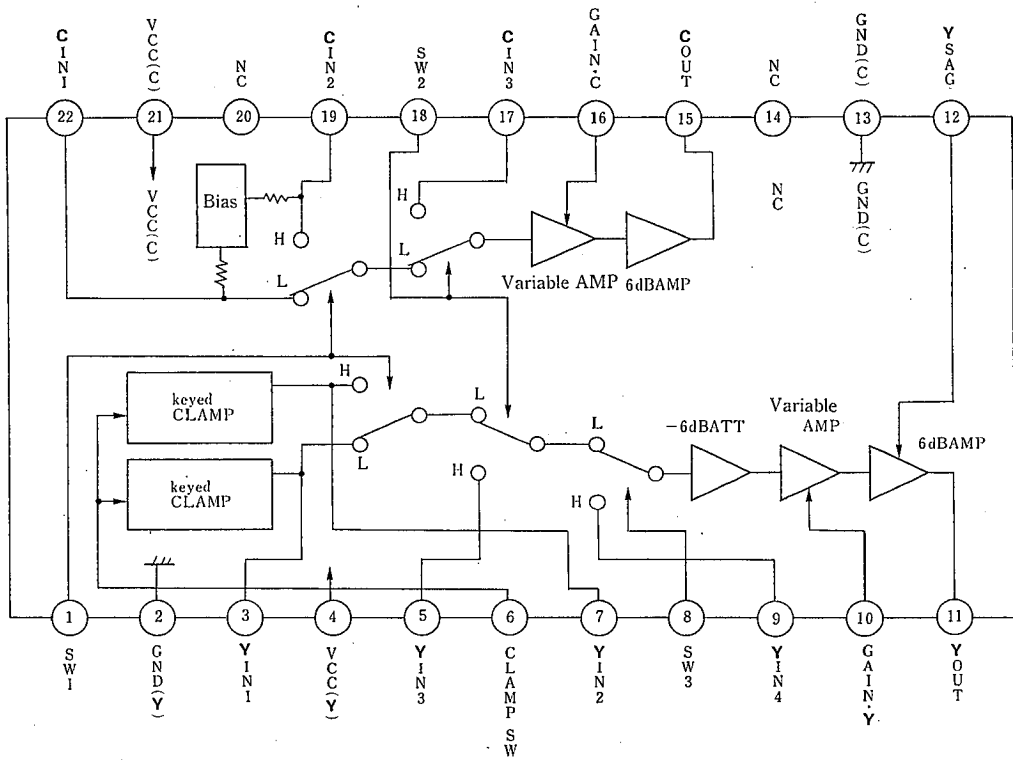 CIN1
VCC(C)
NC
CIN2
SW2
CIN3
GAIN·C
COUT
NC
GND(C)
YSAG
22
21
20
19
18
17
16
15
14
13
12
VCC(C)
Bias
H
H
NC
GND(C)
L
L
Variable AMP
6dBAMP
keyed
CLAMP
H
L
L
Variable
AMP
-6dBATT
6dBAMP
keyed
CLAMP
L
H
H
1
2
3
4
5
6
7
8
9
10
11
SW1
GND(Y)
YIN1
VCC(Y)
YIN3
CLAMP SW
YIN2
SW3
YIN4
GAIN·Y
YOUT